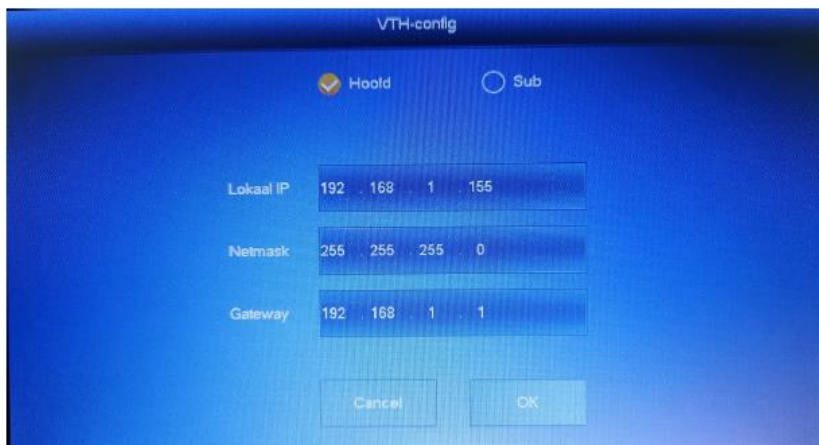 VTH-config
Hoofd Sub
Lokaal IP 192 . 168 . 1 . 155
Netmask 255 . 255 . 255 . 0
Gateway 192 . 168 . 1 . 1
Cancel OK